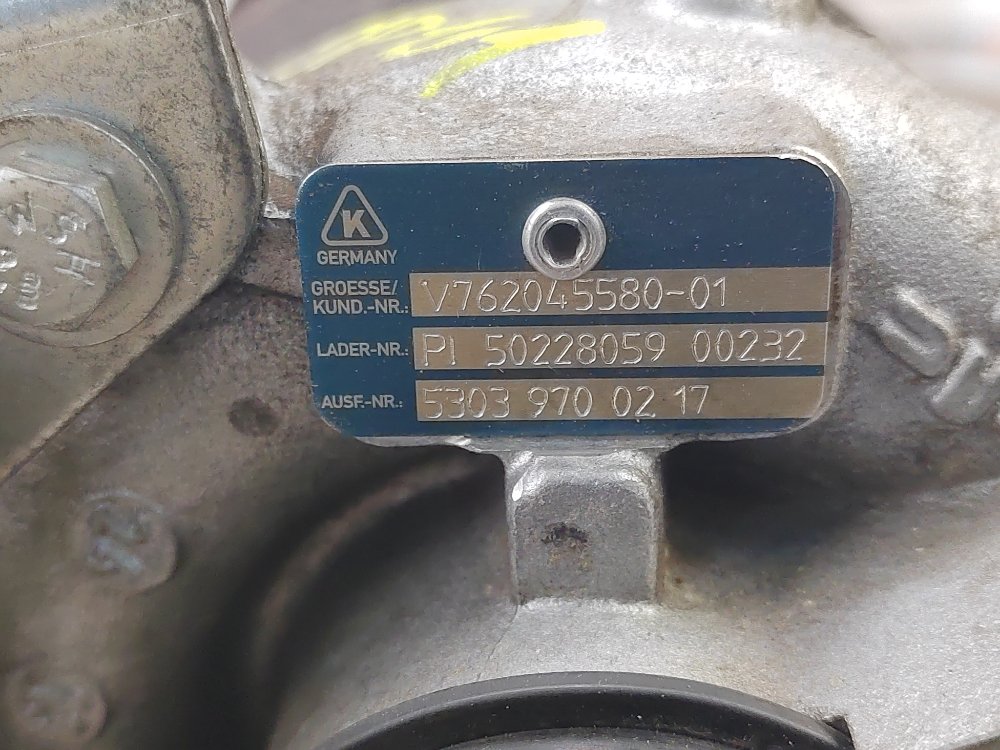 K
GERMANY
GROESSE/
KUND.-NR.: V762045580-01
LADER-NR.: PI 50228059 00232
AUSF.-NR.: 5303 970 02 17